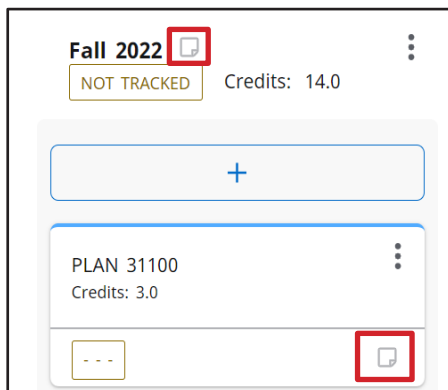 Fall 2022
NOT TRACKED Credits: 14.0
+
PLAN 31100
Credits: 3.0
---